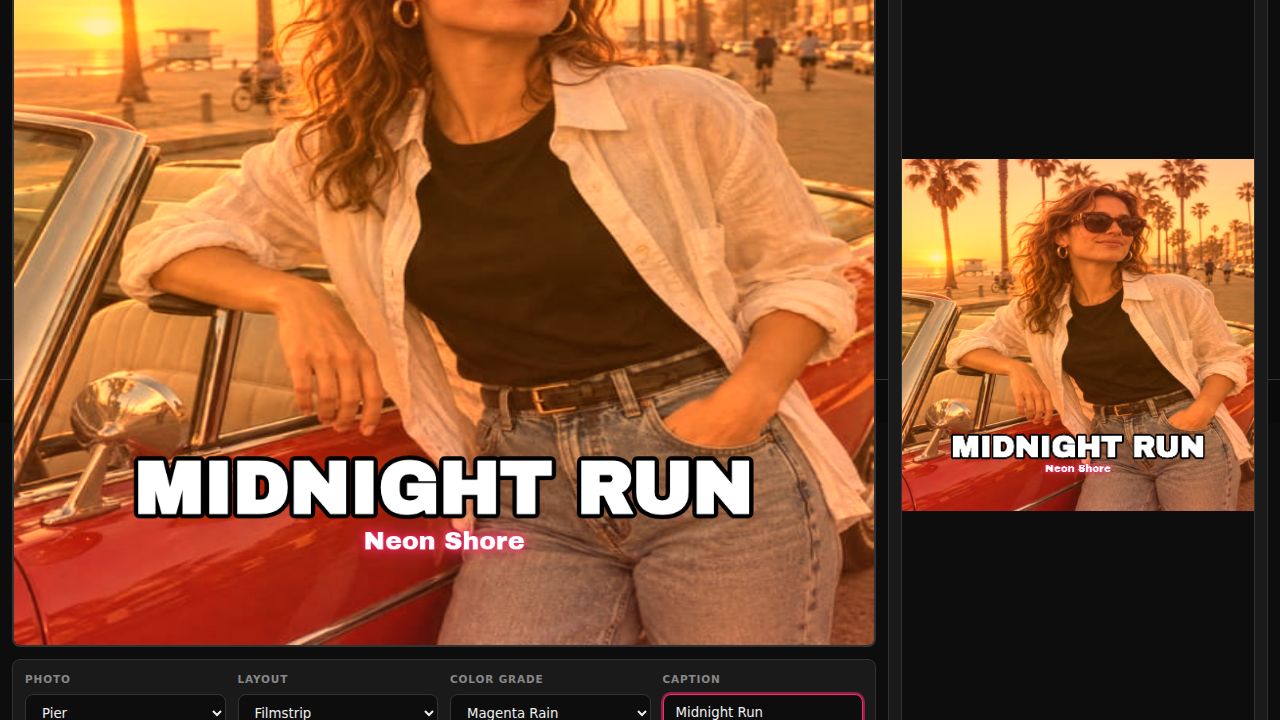 MIDNIGHT RUN
Neon Shore
MIDNIGHT RUN
Neon Shore
PHOTO
LAYOUT
COLOR GRADE
CAPTION
Pier
Filmstrip
Magenta Rain
Midnight Run